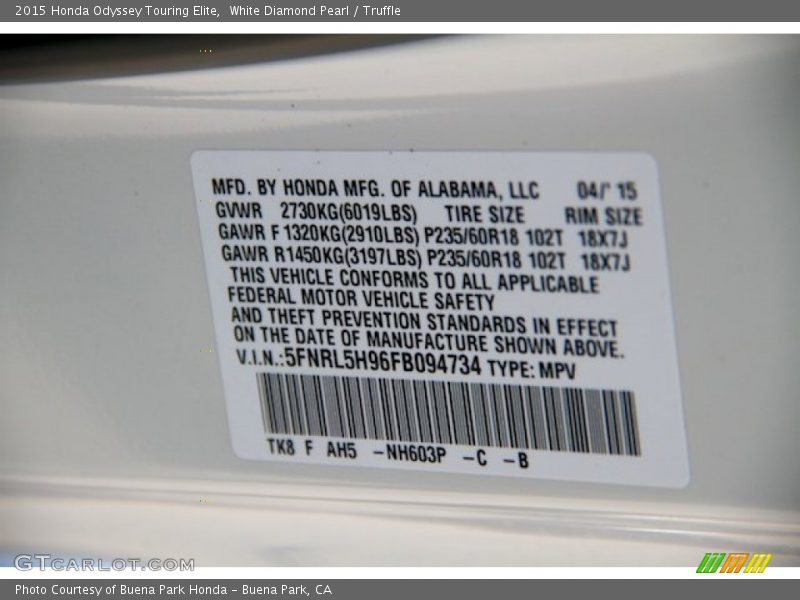 2015 Honda Odyssey Touring Elite, White Diamond Pearl / Truffle
MFD. BY HONDA MFG. OF ALABAMA, LLC 04/ 15
GVWR 2730KG(6019LBS) TIRE SIZE RIM SIZE
GAWR F 1320KG(2910LBS) P235/60R18 102T 18X7J
GAWR R1450KG(3197LBS) P235/60R18 102T 18X7J
THIS VEHICLE CONFORMS TO ALL APPLICABLE
FEDERAL MOTOR VEHICLE SAFETY
AND THEFT PREVENTION STANDARDS IN EFFECT
ON THE DATE OF MANUFACTURE SHOWN ABOVE.
V.I.N.:5FNRL5H96FB094734 TYPE: MPV
TK8 F AH5 -NH603P -C -B
GTCARLOT.COM
Photo Courtesy of Buena Park Honda - Buena Park, CA